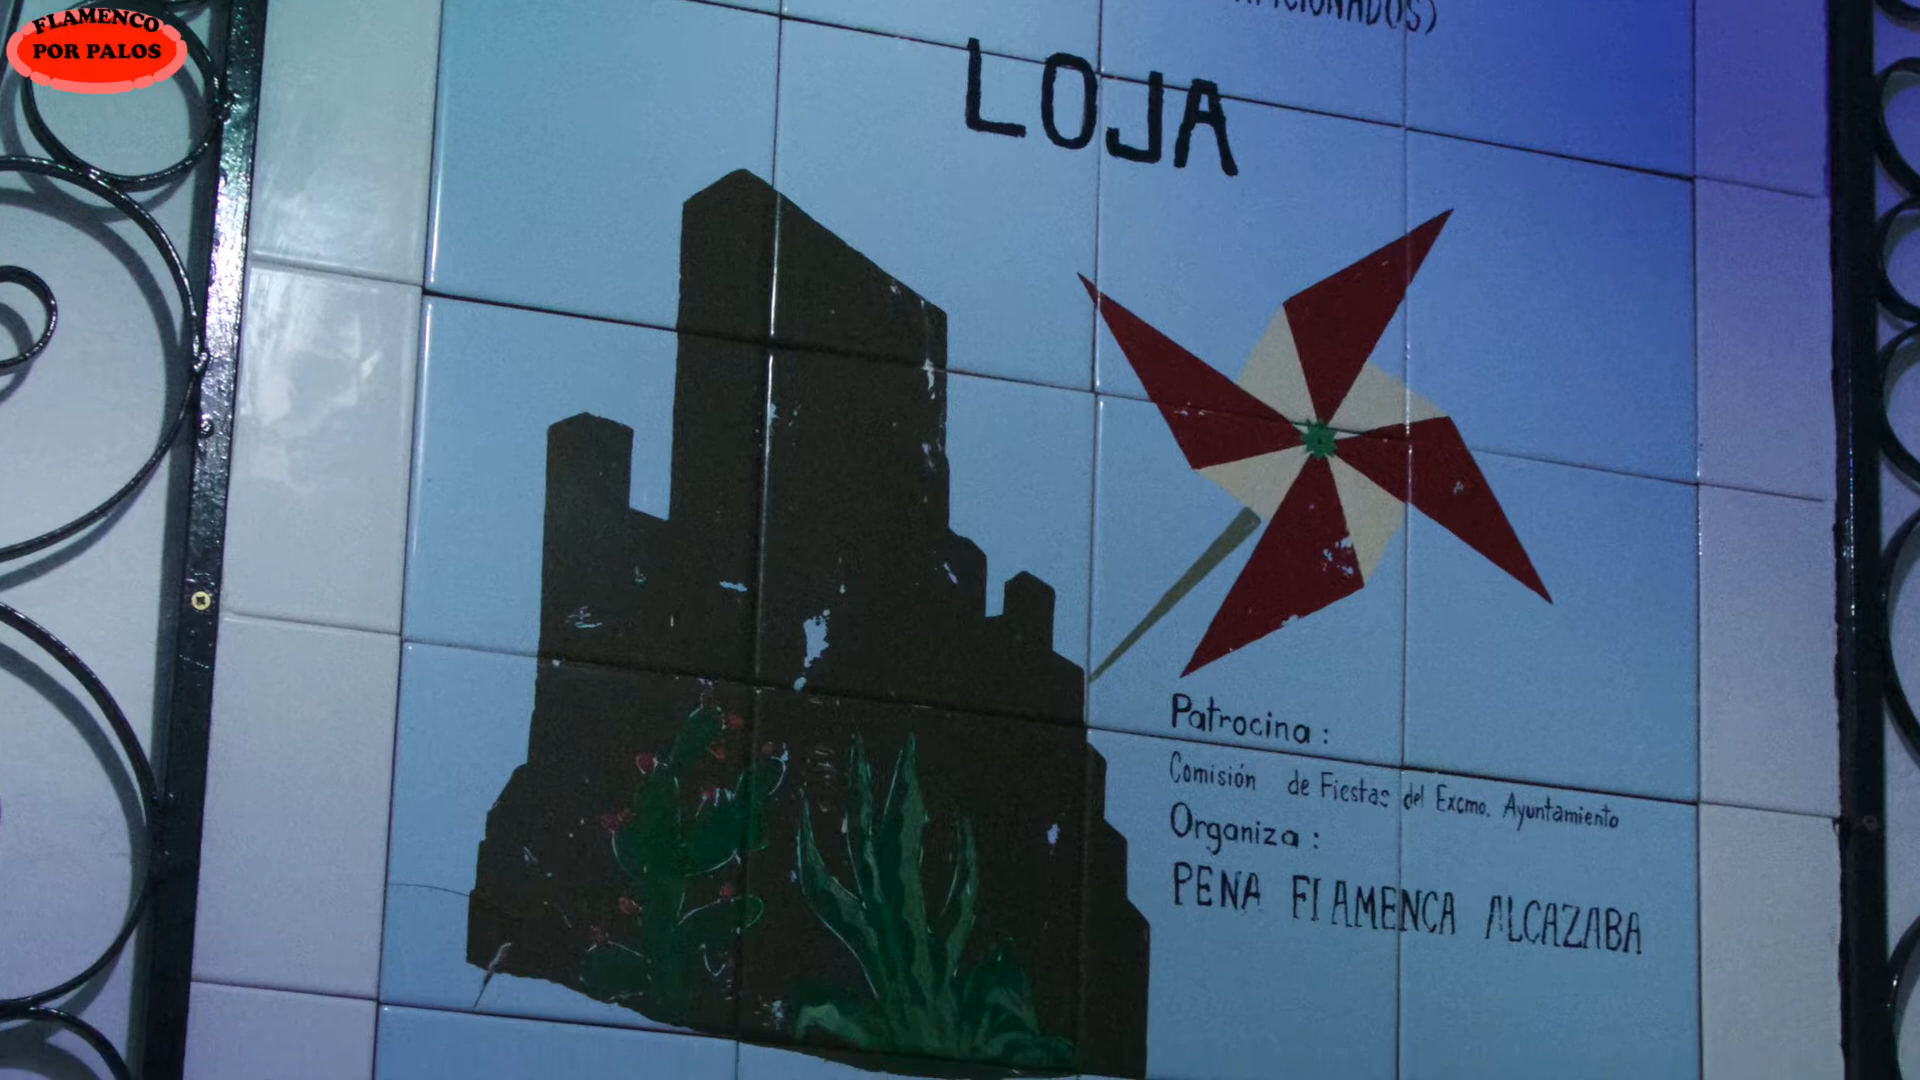 FLAMENCO
POR PALOS
LOJA
Patrocina :
Comisión de Fiestas del Excmo. Ayuntamiento
Organiza :
PENA FLAMENCA ALCAZABA